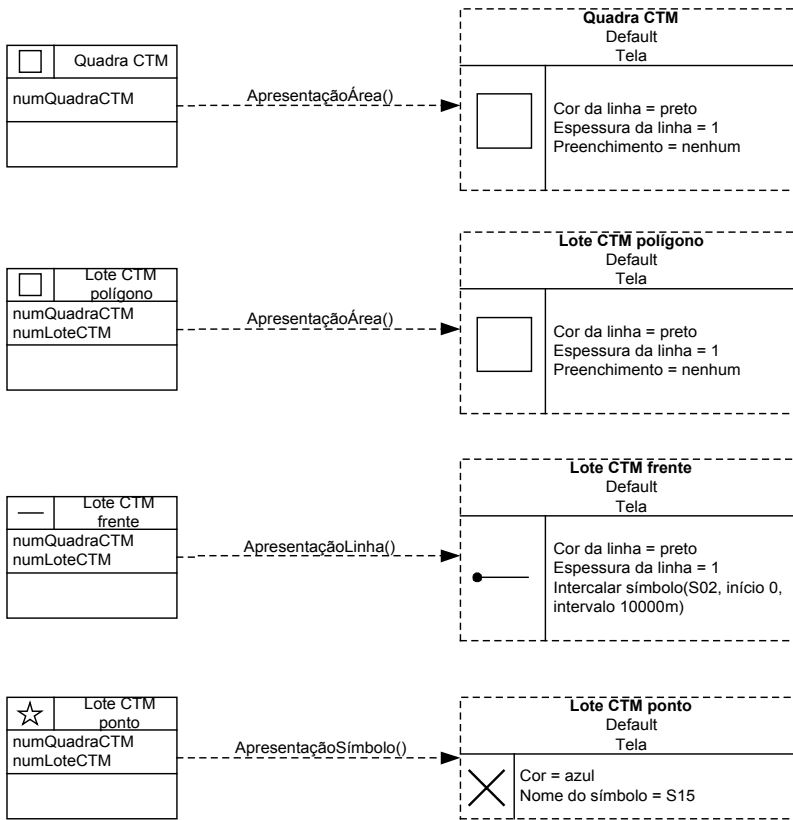 Quadra CTM
numQuadraCTM
ApresentaçãoÁrea()
Quadra CTM
Default
Tela
Cor da linha = preto
Espessura da linha = 1
Preenchimento = nenhum
Lote CTM
polígono
numQuadraCTM
numLoteCTM
ApresentaçãoÁrea()
Lote CTM polígono
Default
Tela
Cor da linha = preto
Espessura da linha = 1
Preenchimento = nenhum
Lote CTM
frente
numQuadraCTM
numLoteCTM
ApresentaçãoLinha()
Lote CTM frente
Default
Tela
Cor da linha = preto
Espessura da linha = 1
Intercalar símbolo(S02, início 0,
intervalo 10000m)
Lote CTM
ponto
numQuadraCTM
numLoteCTM
ApresentaçãoSímbolo()
Lote CTM ponto
Default
Tela
Cor = azul
Nome do símbolo = S15